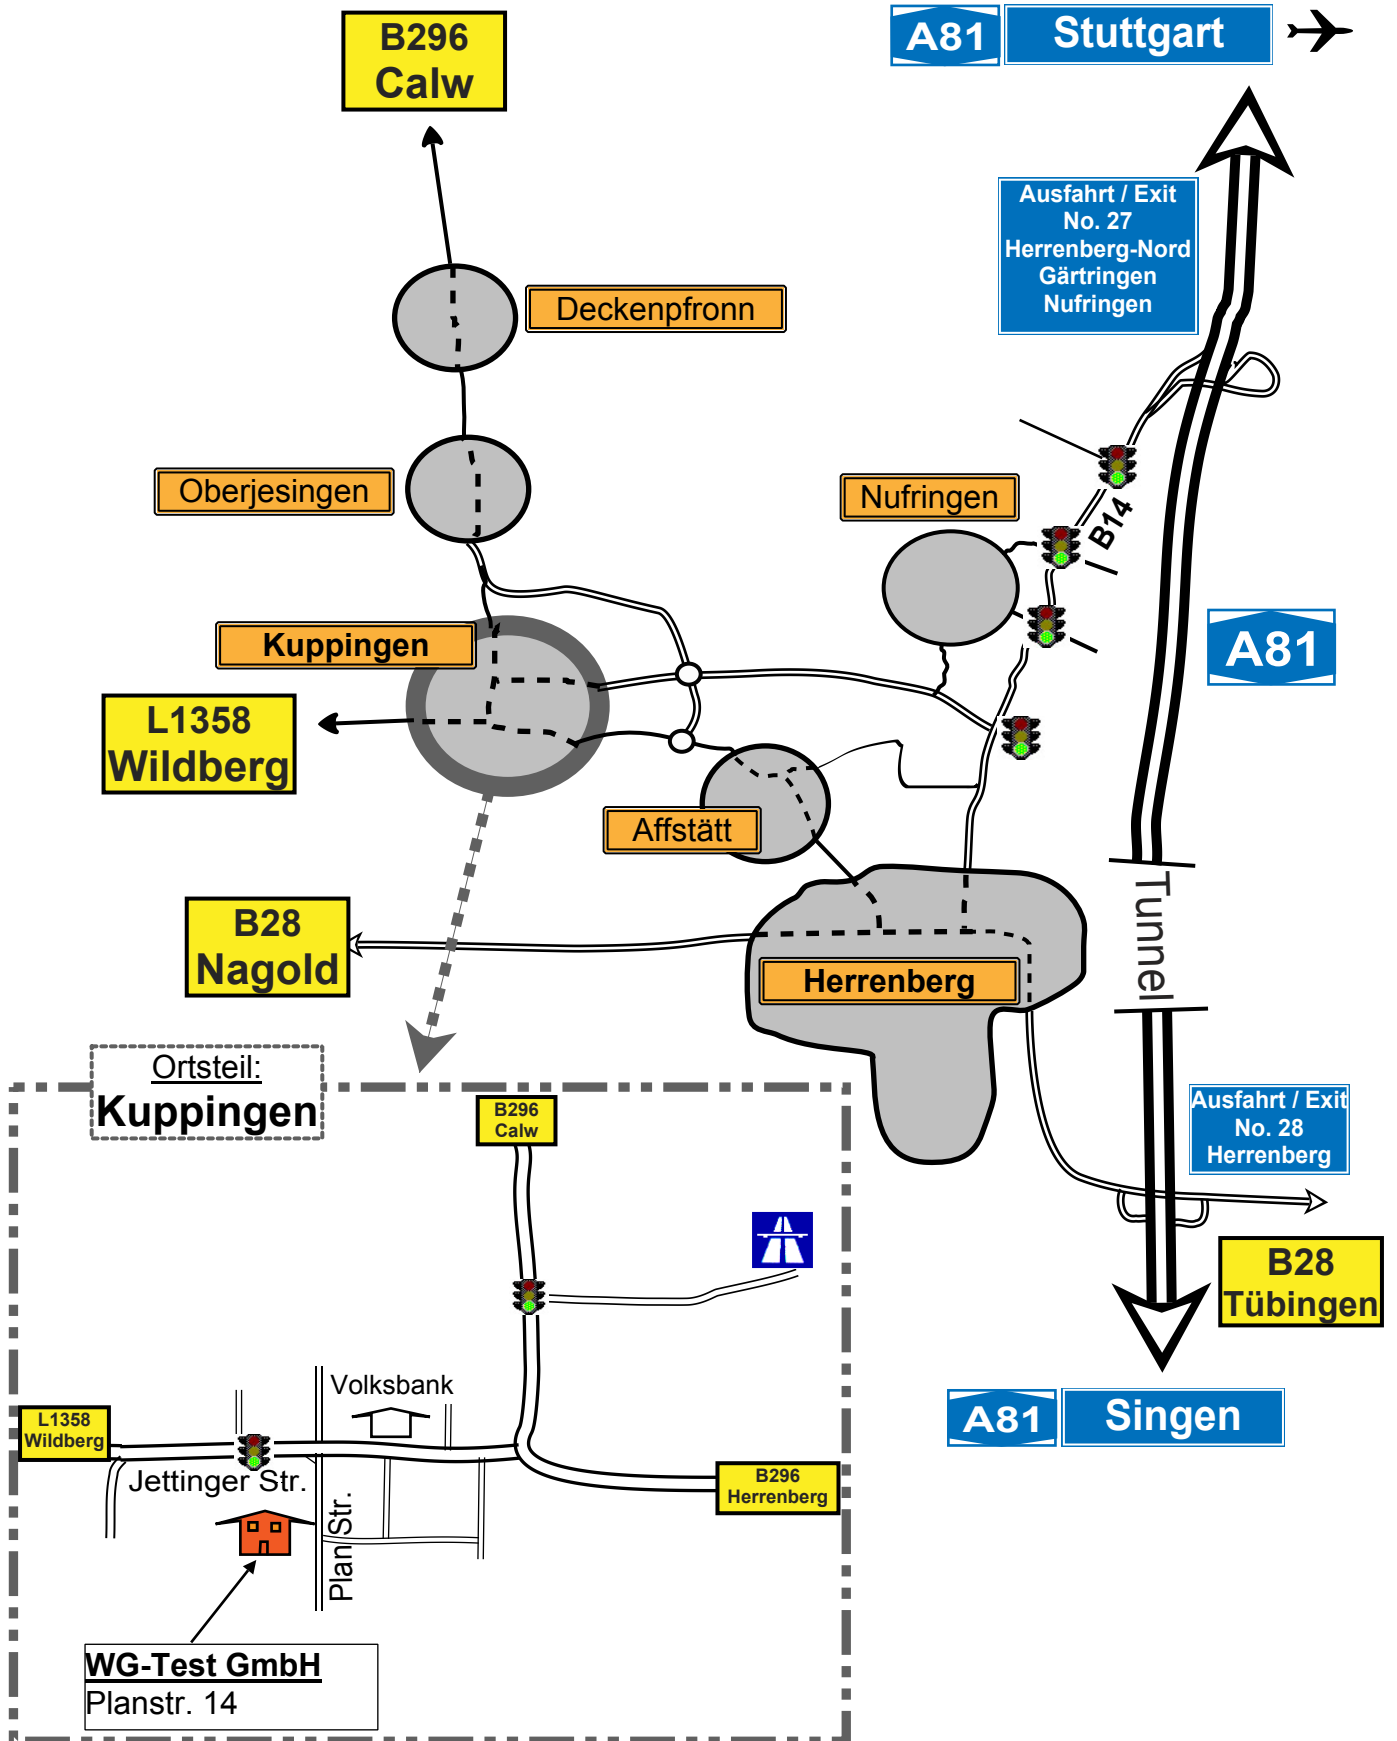 B296
Calw
A81
Stuttgart
Ausfahrt / Exit
No. 27
Herrenberg-Nord
Gärtringen
Nufringen
Deckenpfronn
Oberjesingen
Nufringen
B14
Kuppingen
A81
L1358
Wildberg
Affstätt
Tunnel
B28
Nagold
Herrenberg
Ortsteil:
Kuppingen
B296
Calw
Ausfahrt / Exit
No. 28
Herrenberg
B28
Tübingen
Volksbank
L1358
Wildberg
A81
Singen
Jettinger Str.
B296
Herrenberg
Plan Str.
WG-Test GmbH
Planstr. 14